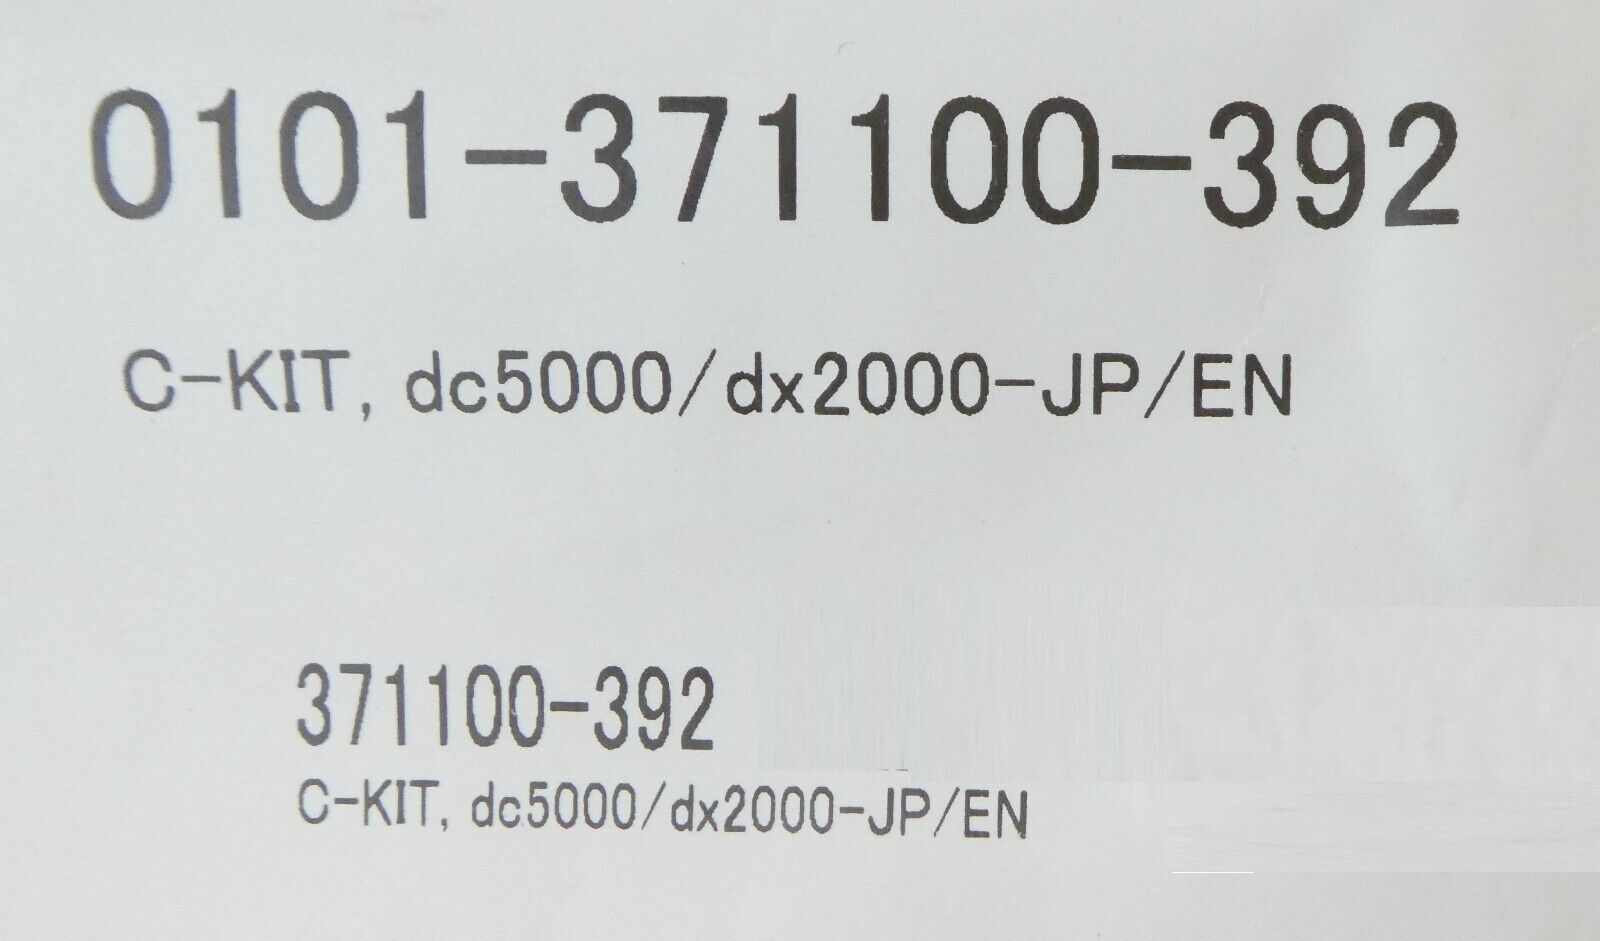 0101-371100-392
C-KIT, dc5000/dx2000-JP/EN
371100-392
C-KIT, dc5000/dx2000-JP/EN